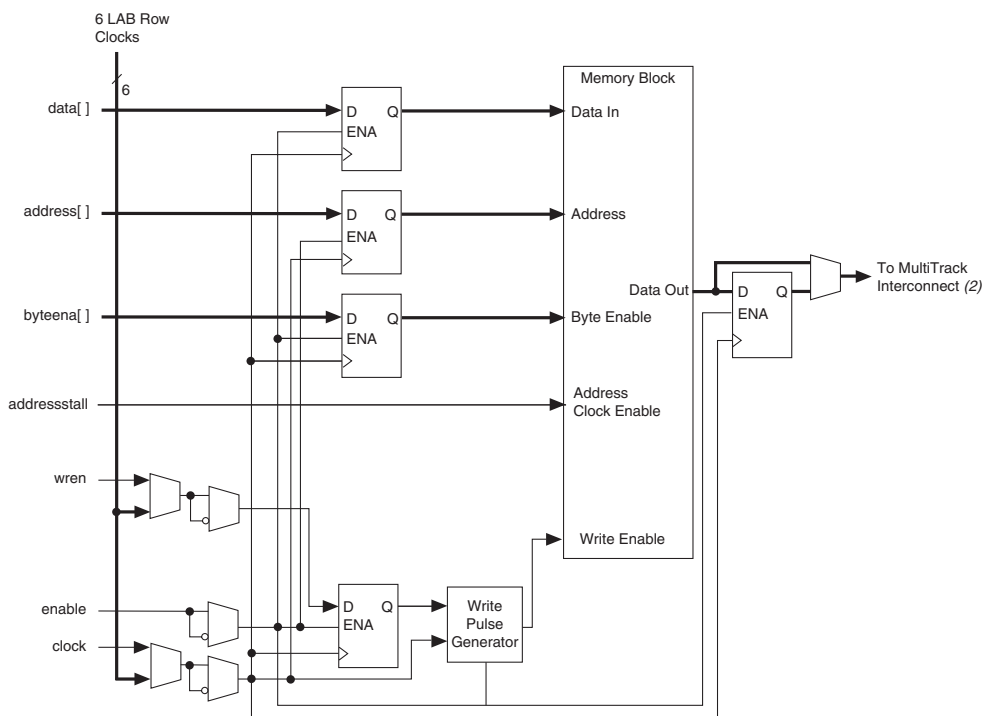 6 LAB Row
Clocks
6
data[ ]
D Q
ENA
Memory Block
Data In
address[ ]
D Q
ENA
Address
byteena[ ]
D Q
ENA
Byte Enable
Data Out
D Q
ENA
To MultiTrack
Interconnect (2)
addressstall
Address
Clock Enable
wren
Write Enable
enable
D Q
ENA
Write
Pulse
Generator
clock